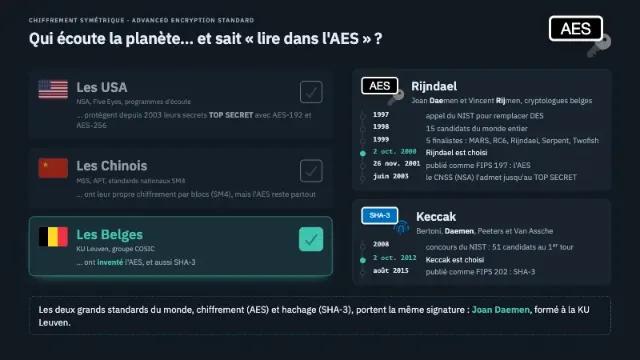 CHIFFREMENT SYMÉTRIQUE - ADVANCED ENCRYPTION STANDARD
Qui écoute la planète... et sait « lire dans l'AES » ?
AES
Les USA
NSA, Five Eyes, programmes d'écoute
... protègent depuis 2003 leurs secrets TOP SECRET avec AES-192 et
AES-256
Les Chinois
MSS, APT, standards nationaux SM4
... ont leur propre chiffrement par blocs (SM4), mais l'AES reste partout
Les Belges
KU Leuven, groupe COSIC
... ont inventé l'AES, et aussi SHA-3
AES
Rijndael
Joan Daemen et Vincent Rijmen, cryptologues belges
1997 appel du NIST pour remplacer DES
1998 15 candidats du monde entier
1999 5 finalistes : MARS, RC6, Rijndael, Serpent, Twofish
2 oct. 2000 Rijndael est choisi
26 nov. 2001 publié comme FIPS 197 : l'AES
juin 2003 le CNSS (NSA) l'admet jusqu'au TOP SECRET
SHA-3
Keccak
Bertoni, Daemen, Peeters et Van Assche
2008 concours du NIST : 51 candidats au 1er tour
2 oct. 2012 Keccak est choisi
août 2015 publié comme FIPS 202 : SHA-3
Les deux grands standards du monde, chiffrement (AES) et hachage (SHA-3), portent la même signature : Joan Daemen, formé à la KU
Leuven.